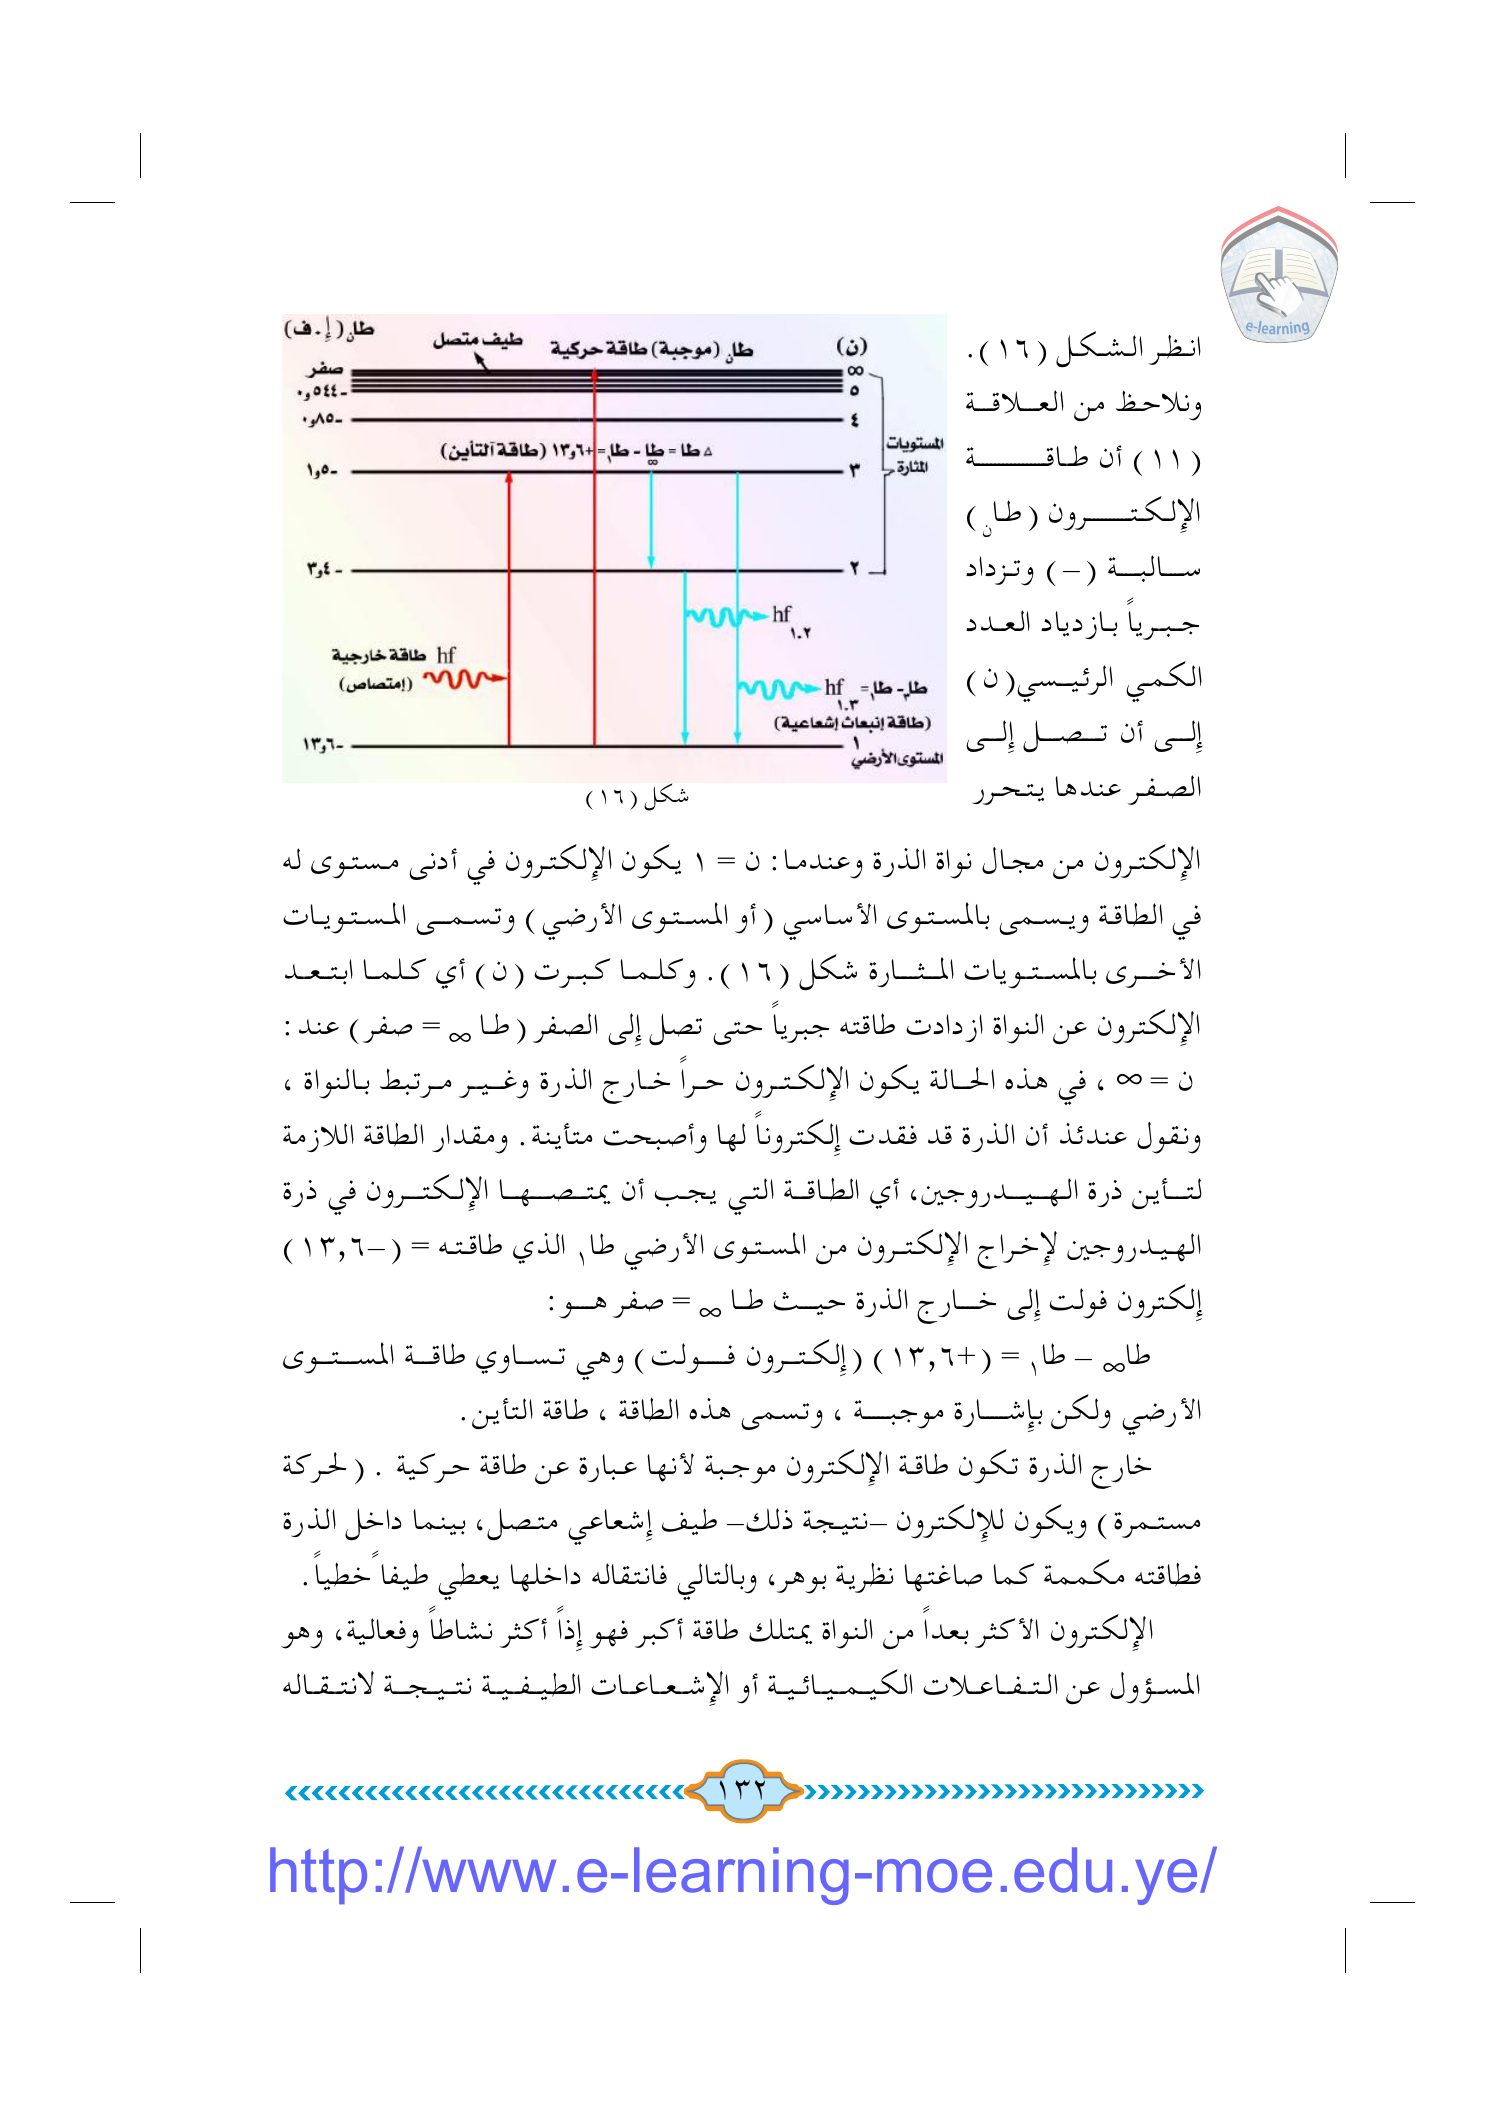 e-learning
انظر الشكل (١٦).
ونلاحظ من العلاقة
(١١) أن طاقة
الإلكترون (طان)
سالبة (–) وتزداد
جبرياً بازدياد العدد
الكمي الرئيسي(ن)
إلى أن تصل إلى
الصفر عندها يتحرر
طان (إ.ف)
طيف متصل
طان (موجبة) طاقة حركية
(ن)
صفر
∞
-٠,٥٤٤
٥
-٠,٨٥
٤
المستويات
المثارة
△ طا = طا∞ - طا١ = +١٣,٦ (طاقة التأين)
-١,٥
٣
-٣,٤
٢
hf ١.٢
hf طاقة خارجية
(إمتصاص)
hf ١.٣ = طا٣ - طا١
(طاقة إنبعاث إشعاعية)
-١٣,٦
١
المستوى الأرضي
شكل (١٦)
الإلكترون من مجال نواة الذرة وعندما: ن = ١ يكون الإلكترون في أدنى مستوى له
في الطاقة ويسمى بالمستوى الأساسي (أو المستوى الأرضي) وتسمى المستويات
الأخرى بالمستويات المثارة شكل (١٦). وكلما كبرت (ن) أي كلما ابتعد
الإلكترون عن النواة ازدادت طاقته جبرياً حتى تصل إلى الصفر (طا ∞ = صفر) عند:
ن = ∞ ، في هذه الحالة يكون الإلكترون حراً خارج الذرة وغير مرتبط بالنواة ،
ونقول عندئذ أن الذرة قد فقدت إلكتروناً لها وأصبحت متأينة. ومقدار الطاقة اللازمة
لتأين ذرة الهيدروجين، أي الطاقة التي يجب أن يمتصها الإلكترون في ذرة
الهيدروجين لإخراج الإلكترون من المستوى الأرضي طا١ الذي طاقته = (–١٣,٦)
إلكترون فولت إلى خارج الذرة حيث طا ∞ = صفر هو:
طا∞ – طا١ = (+١٣,٦) (إلكترون فولت) وهي تساوي طاقة المستوى
الأرضي ولكن بإشارة موجبة ، وتسمى هذه الطاقة ، طاقة التأين.
خارج الذرة تكون طاقة الإلكترون موجبة لأنها عبارة عن طاقة حركية . (لحركة
مستمرة) ويكون للإلكترون –نتيجة ذلك– طيف إشعاعي متصل، بينما داخل الذرة
فطاقته مكممة كما صاغتها نظرية بوهر، وبالتالي فانتقاله داخلها يعطي طيفاً خطياً.
الإلكترون الأكثر بعداً من النواة يمتلك طاقة أكبر فهو إذاً أكثر نشاطاً وفعالية، وهو
المسؤول عن التفاعلات الكيميائية أو الإشعاعات الطيفية نتيجة لانتقاله
١٣٢
http://www.e-learning-moe.edu.ye/